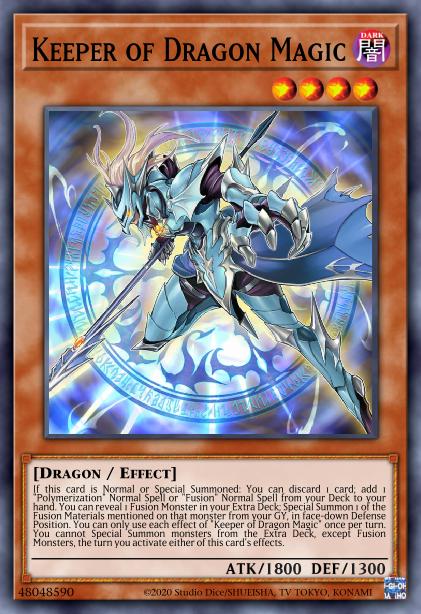 KEEPER OF DRAGON MAGIC
DARK
闇
[DRAGON / EFFECT]
If this card is Normal or Special Summoned: You can discard 1 card; add 1
"Polymerization" Normal Spell or "Fusion" Normal Spell from your Deck to your
hand. You can reveal 1 Fusion Monster in your Extra Deck; Special Summon 1 of the
Fusion Materials mentioned on that monster from your GY, in face-down Defense
Position. You can only use each effect of "Keeper of Dragon Magic" once per turn.
You cannot Special Summon monsters from the Extra Deck, except Fusion
Monsters, the turn you activate either of this card's effects.
ATK/1800 DEF/1300
48048590
©2020 Studio Dice/SHUEISHA, TV TOKYO, KONAMI